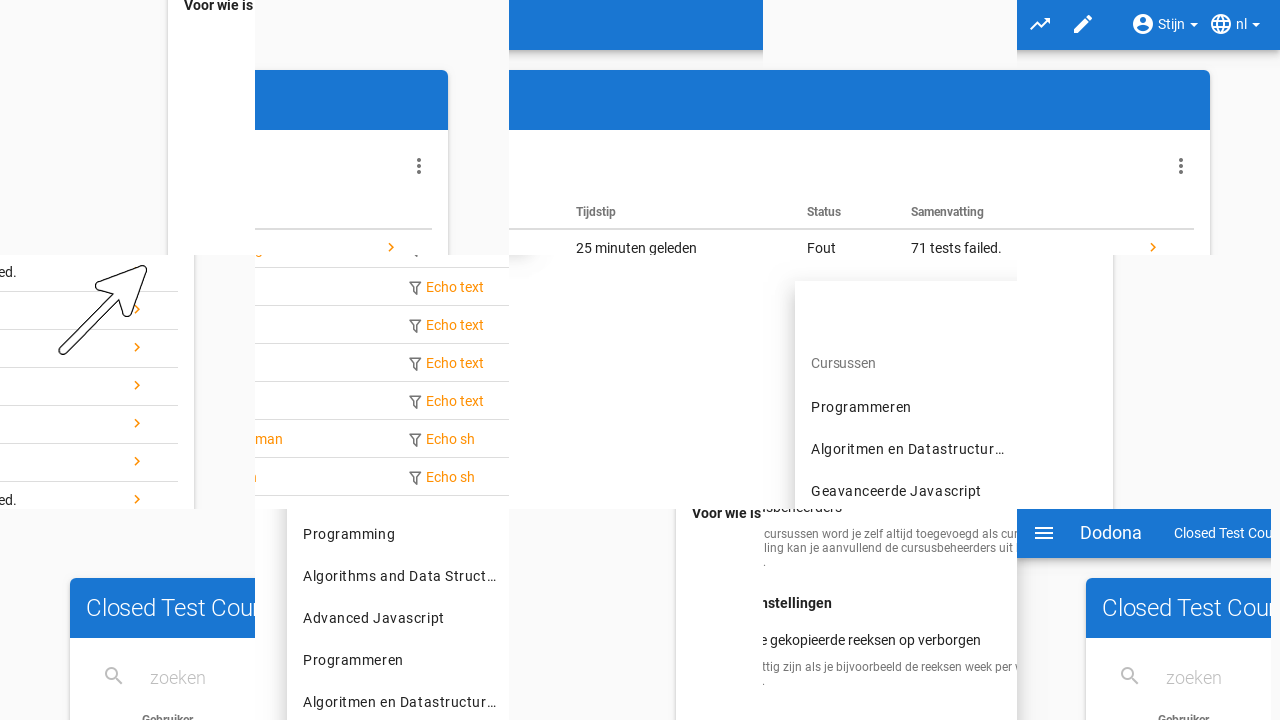 Voor wie is
Stijn
nl
Tijdstip Status Samenvatting
25 minuten geleden Fout 71 tests failed.
ed.
Echo text
Echo text
Echo text
Echo text
man Echo sh
Echo sh
ed.
Cursussen
Programmeren
Algoritmen en Datastructur…
Geavanceerde Javascript
Closed Test Cour
zoeken
Gebruiker
Programming
Algorithms and Data Struct…
Advanced Javascript
Programmeren
Algoritmen en Datastructur…
Voor wie is
cursussen word je zelf altijd toegevoegd als cur
ling kan je aanvullend de cursusbeheerders uit
nstellingen
e gekopieerde reeksen op verborgen
ttig zijn als je bijvoorbeeld de reeksen week per w
Dodona Closed Test Cou
Closed Test Cour
zoeken
Gebruiker